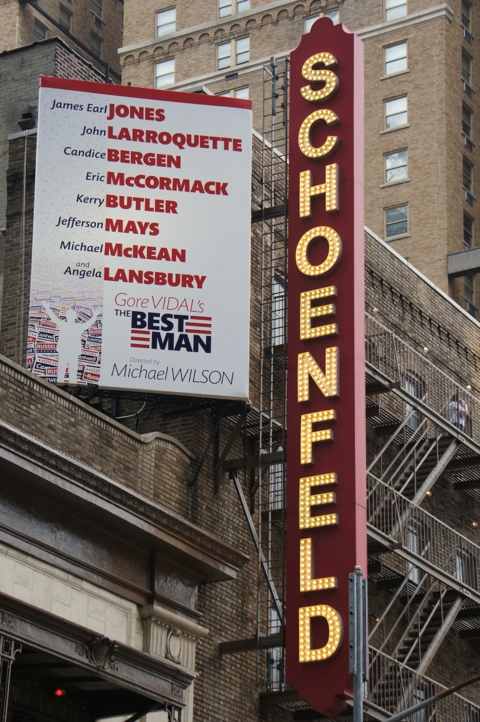 James Earl JONES
John LARROQUETTE
Candice BERGEN
Eric McCORMACK
Kerry BUTLER
Jefferson MAYS
Michael McKEAN
and
Angela LANSBURY
Gore VIDAL's
THE BEST
MAN
Directed by
Michael WILSON
SCHOENFELD